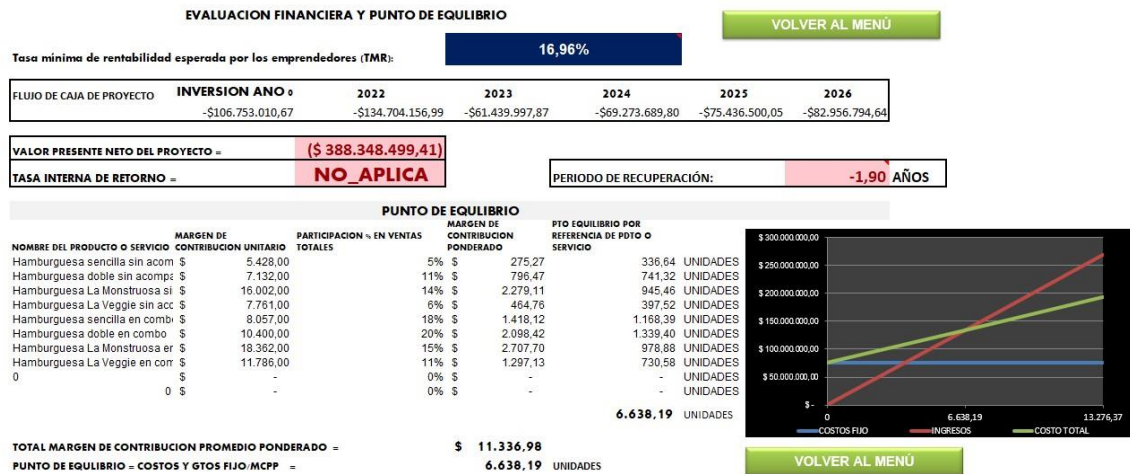 EVALUACION FINANCIERA Y PUNTO DE EQULIBRIO
VOLVER AL MENÚ
Tasa minima de rentabilidad esperada por los emprendedores (TMR): 16,96%
FLUJO DE CAJA DE PROYECTO INVERSION ANO 0 2022 2023 2024 2025 2026
-$106.753.010,67 -$134.704.156,99 -$61.439.997,87 -$69.273.689,80 -$75.436.500,05 -$82.956.794,64
VALOR PRESENTE NETO DEL PROYECTO = ($ 388.348.499,41)
TASA INTERNA DE RETORNO = NO_APLICA PERIODO DE RECUPERACIÓN: -1,90 AÑOS
PUNTO DE EQULIBRIO
NOMBRE DEL PRODUCTO O SERVICIO MARGEN DE CONTRIBUCION UNITARIO PARTICIPACION % EN VENTAS TOTALES MARGEN DE CONTRIBUCION PONDERADO PTO EQUILIBRIO POR REFERENCIA DE PDTO O SERVICIO
Hamburguesa sencilla sin acom $ 5.428,00 5% $ 275,27 336,64 UNIDADES
Hamburguesa doble sin acompa $ 7.132,00 11% $ 796,47 741,32 UNIDADES
Hamburguesa La Monstruosa si $ 16.002,00 14% $ 2.279,11 945,46 UNIDADES
Hamburguesa La Veggie sin acc $ 7.761,00 6% $ 464,76 397,52 UNIDADES
Hamburguesa sencilla en comb $ 8.057,00 18% $ 1.418,12 1.168,39 UNIDADES
Hamburguesa doble en combo $ 10.400,00 20% $ 2.098,42 1.339,40 UNIDADES
Hamburguesa La Monstruosa er $ 18.362,00 15% $ 2.707,70 978,88 UNIDADES
Hamburguesa La Veggie en com $ 11.786,00 11% $ 1.297,13 730,58 UNIDADES
0 $ - 0% $ - - UNIDADES
0 $ - 0% $ - - UNIDADES
6.638,19 UNIDADES
TOTAL MARGEN DE CONTRIBUCION PROMEDIO PONDERADO = $ 11.336,98
PUNTO DE EQULIBRIO = COSTOS Y GTOS FIJO/MCPP = 6.638,19 UNIDADES
$ 300.000.000,00
$ 250.000.000,00
$ 200.000.000,00
$ 150.000.000,00
$ 100.000.000,00
$ 50.000.000,00
$ -
0 6.638,19 13.276,37
COSTOS FIJO INGRESOS COSTO TOTAL
VOLVER AL MENÚ